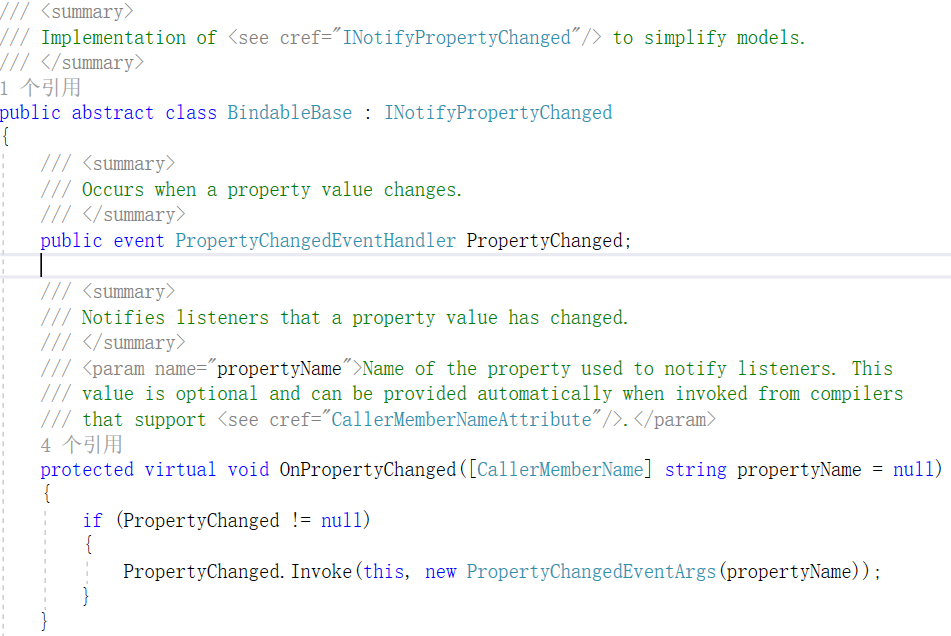 /// <summary>
/// Implementation of <see cref="INotifyPropertyChanged"/> to simplify models.
/// </summary>
1 个引用
public abstract class BindableBase : INotifyPropertyChanged
{
/// <summary>
/// Occurs when a property value changes.
/// </summary>
public event PropertyChangedEventHandler PropertyChanged;
/// <summary>
/// Notifies listeners that a property value has changed.
/// </summary>
/// <param name="propertyName">Name of the property used to notify listeners. This
/// value is optional and can be provided automatically when invoked from compilers
/// that support <see cref="CallerMemberNameAttribute"/>.</param>
4 个引用
protected virtual void OnPropertyChanged([CallerMemberName] string propertyName = null)
{
if (PropertyChanged != null)
{
PropertyChanged.Invoke(this, new PropertyChangedEventArgs(propertyName));
}
}